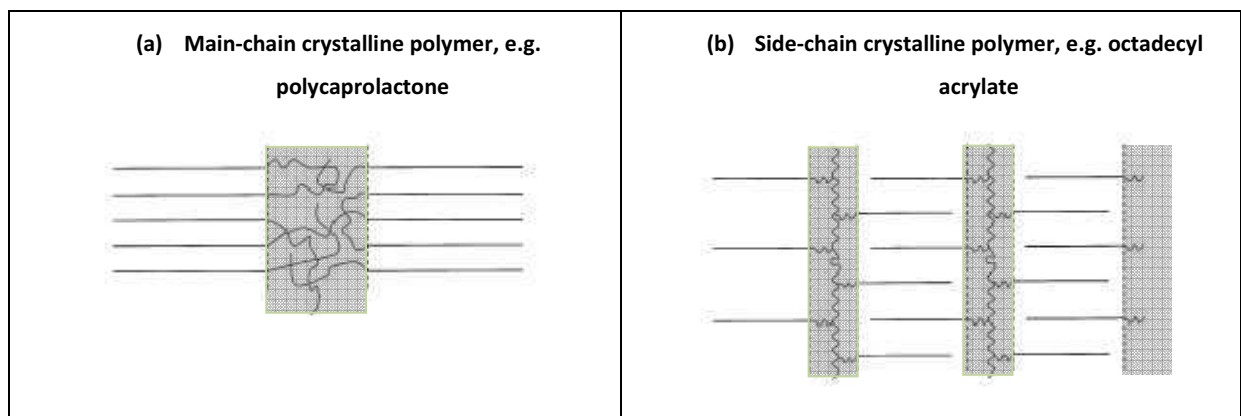 (a) Main-chain crystalline polymer, e.g.
polycaprolactone
(b) Side-chain crystalline polymer, e.g. octadecyl
acrylate